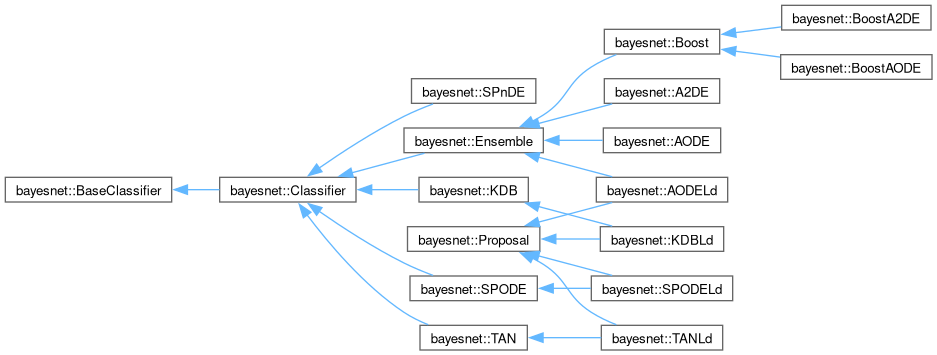 bayesnet::BoostA2DE
bayesnet::Boost
bayesnet::BoostAODE
bayesnet::SPnDE
bayesnet::A2DE
bayesnet::Ensemble
bayesnet::AODE
bayesnet::BaseClassifier
bayesnet::Classifier
bayesnet::KDB
bayesnet::AODELd
bayesnet::Proposal
bayesnet::KDBLd
bayesnet::SPODE
bayesnet::SPODELd
bayesnet::TAN
bayesnet::TANLd